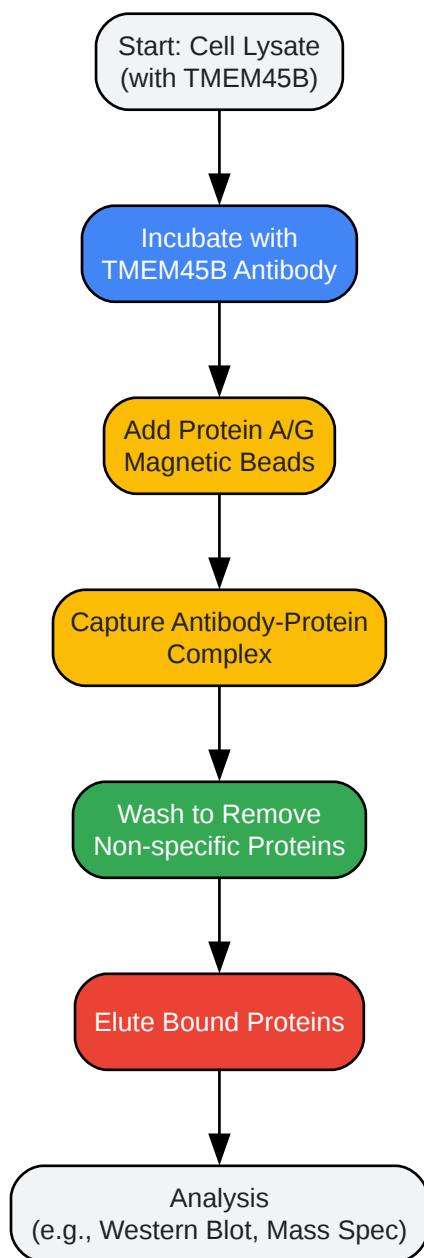 Start: Cell Lysate
(with TMEM45B)
Incubate with
TMEM45B Antibody
Add Protein A/G
Magnetic Beads
Capture Antibody-Protein
Complex
Wash to Remove
Non-specific Proteins
Elute Bound Proteins
Analysis
(e.g., Western Blot, Mass Spec)